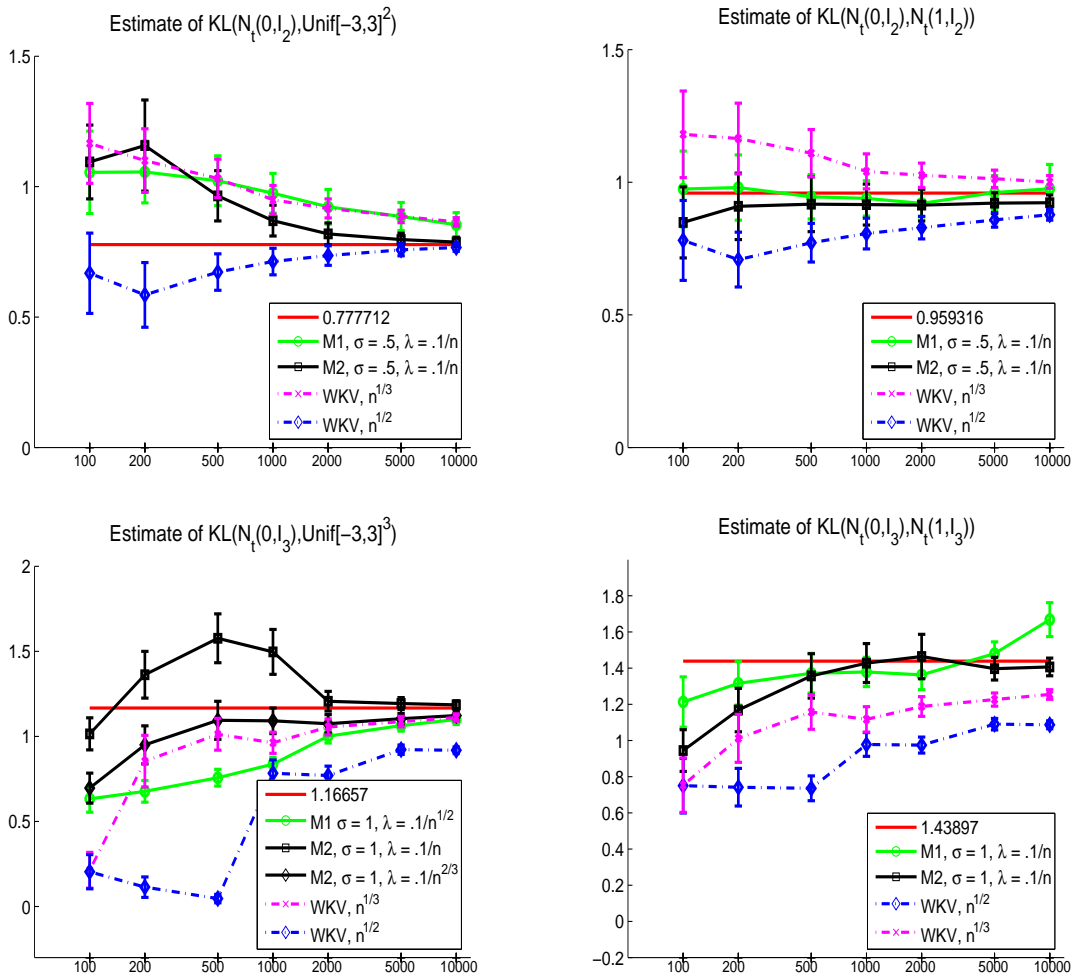 Estimate of KL(N_t(0,I_2),Unif[-3,3]^2)
1.5
1
0.5
0
100 200 500 1000 2000 5000 10000
0.777712
M1, σ = .5, λ = .1/n
M2, σ = .5, λ = .1/n
WKV, n^{1/3}
WKV, n^{1/2}
Estimate of KL(N_t(0,I_2),N_t(1,I_2))
1.5
1
0.5
0
100 200 500 1000 2000 5000 10000
0.959316
M1, σ = .5, λ = .1/n
M2, σ = .5, λ = .1/n
WKV, n^{1/3}
WKV, n^{1/2}
Estimate of KL(N_t(0,I_3),Unif[-3,3]^3)
2
1.5
1
0.5
0
100 200 500 1000 2000 5000 10000
1.16657
M1 σ = 1, λ = .1/n^{1/2}
M2, σ = 1, λ = .1/n
M2, σ = 1, λ = .1/n^{2/3}
WKV, n^{1/3}
WKV, n^{1/2}
Estimate of KL(N_t(0,I_3),N_t(1,I_3))
1.8
1.6
1.4
1.2
1
0.8
0.6
0.4
0.2
0
−0.2
100 200 500 1000 2000 5000 10000
1.43897
M1, σ = 1, λ = .1/n
M2, σ = 1, λ = .1/n
WKV, n^{1/2}
WKV, n^{1/3}